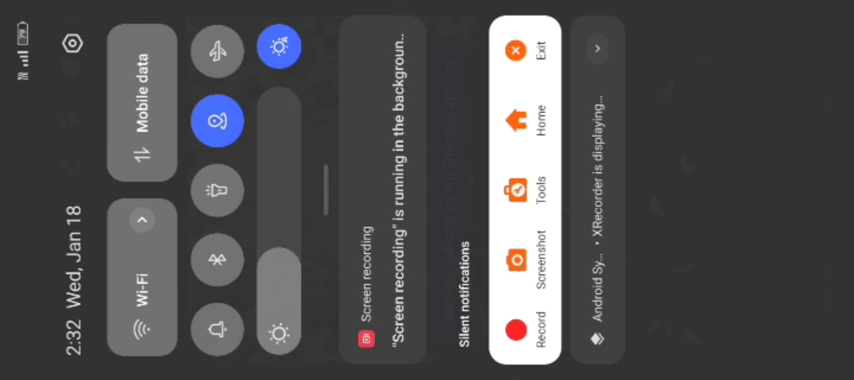 79
2:32 Wed, Jan 18
Wi-Fi
Mobile data
Screen recording
"Screen recording" is running in the backgroun..
Silent notifications
Record
Screenshot
Tools
Home
Exit
Android Sy... • XRecorder is displaying...